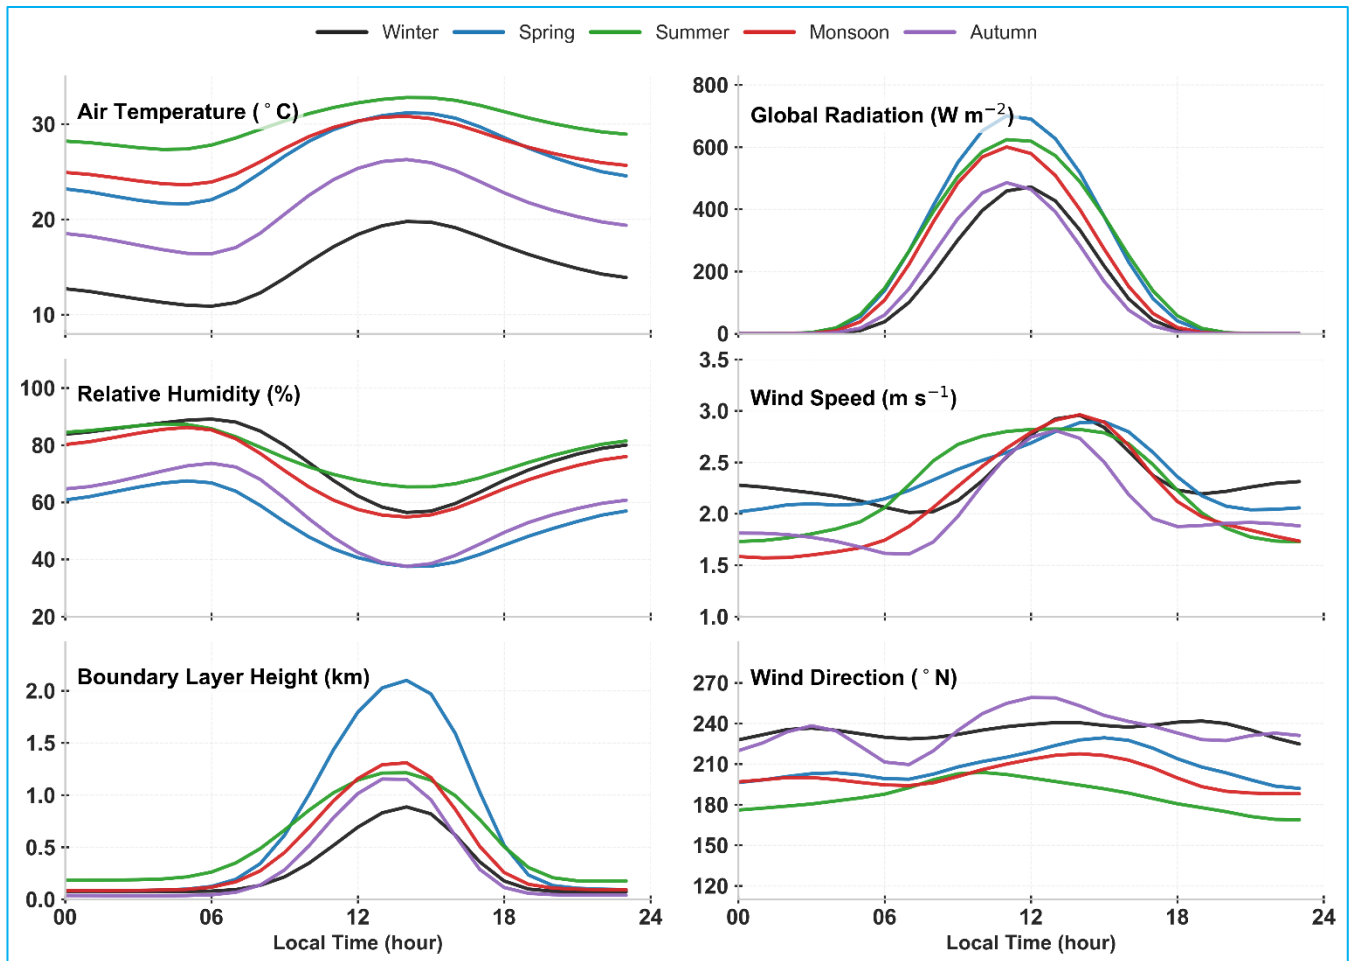 Winter Spring Summer Monsoon Autumn
Air Temperature (°C)
30
20
10
Global Radiation (W m⁻²)
800
600
400
200
0
Relative Humidity (%)
100
80
60
40
20
Wind Speed (m s⁻¹)
3.5
3.0
2.5
2.0
1.5
1.0
Boundary Layer Height (km)
2.0
1.5
1.0
0.5
0.0
00 06 12 18 24
Local Time (hour)
Wind Direction (°N)
270
240
210
180
150
120
00 06 12 18 24
Local Time (hour)